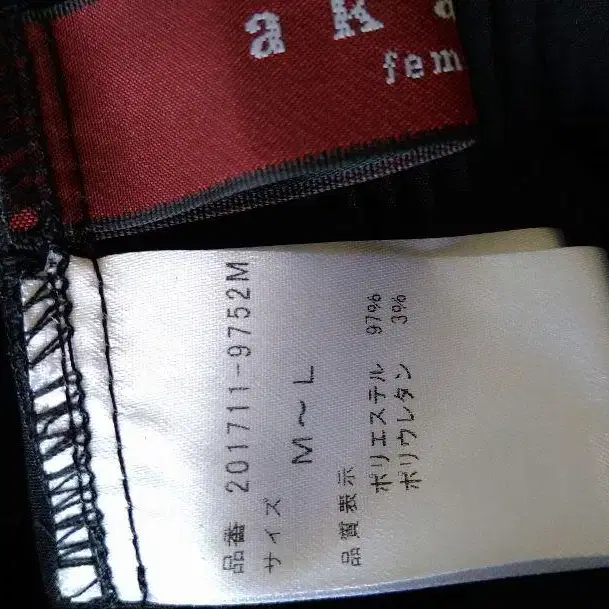 a k a
fem
品番 201711-9752M
サイズ
M～L
品質表示
ポリエステル 97%
ポリウレタン 3%